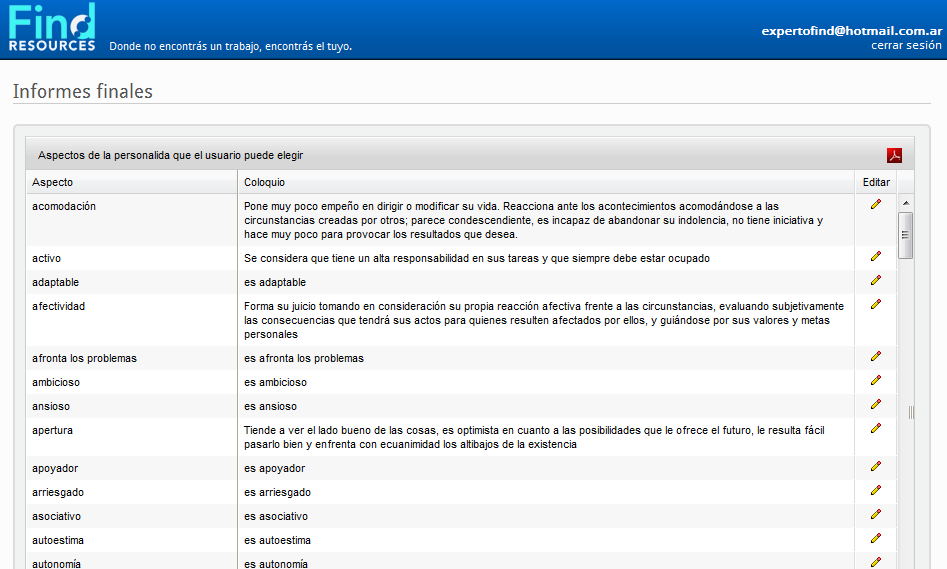 Find
RESOURCES
Donde no encontrás un trabajo, encontrás el tuyo.
expertofind@hotmail.com.ar
cerrar sesión
Informes finales
Aspectos de la personalida que el usuario puede elegir
Aspecto Coloquio Editar
acomodación Pone muy poco empeño en dirigir o modificar su vida. Reacciona ante los acontecimientos acomodándose a las
circunstancias creadas por otros; parece condescendiente, es incapaz de abandonar su indolencia, no tiene iniciativa y
hace muy poco para provocar los resultados que desea.
activo Se considera que tiene un alta responsabilidad en sus tareas y que siempre debe estar ocupado
adaptable es adaptable
afectividad Forma su juicio tomando en consideración su propia reacción afectiva frente a las circunstancias, evaluando subjetivamente
las consecuencias que tendrá sus actos para quienes resulten afectados por ellos, y guiándose por sus valores y metas
personales
afronta los problemas es afronta los problemas
ambicioso es ambicioso
ansioso es ansioso
apertura Tiende a ver el lado bueno de las cosas, es optimista en cuanto a las posibilidades que le ofrece el futuro, le resulta fácil
pasarlo bien y enfrenta con ecuanimidad los altibajos de la existencia
apoyador es apoyador
arriesgado es arriesgado
asociativo es asociativo
autoestima es autoestima
autonomía es autonomía